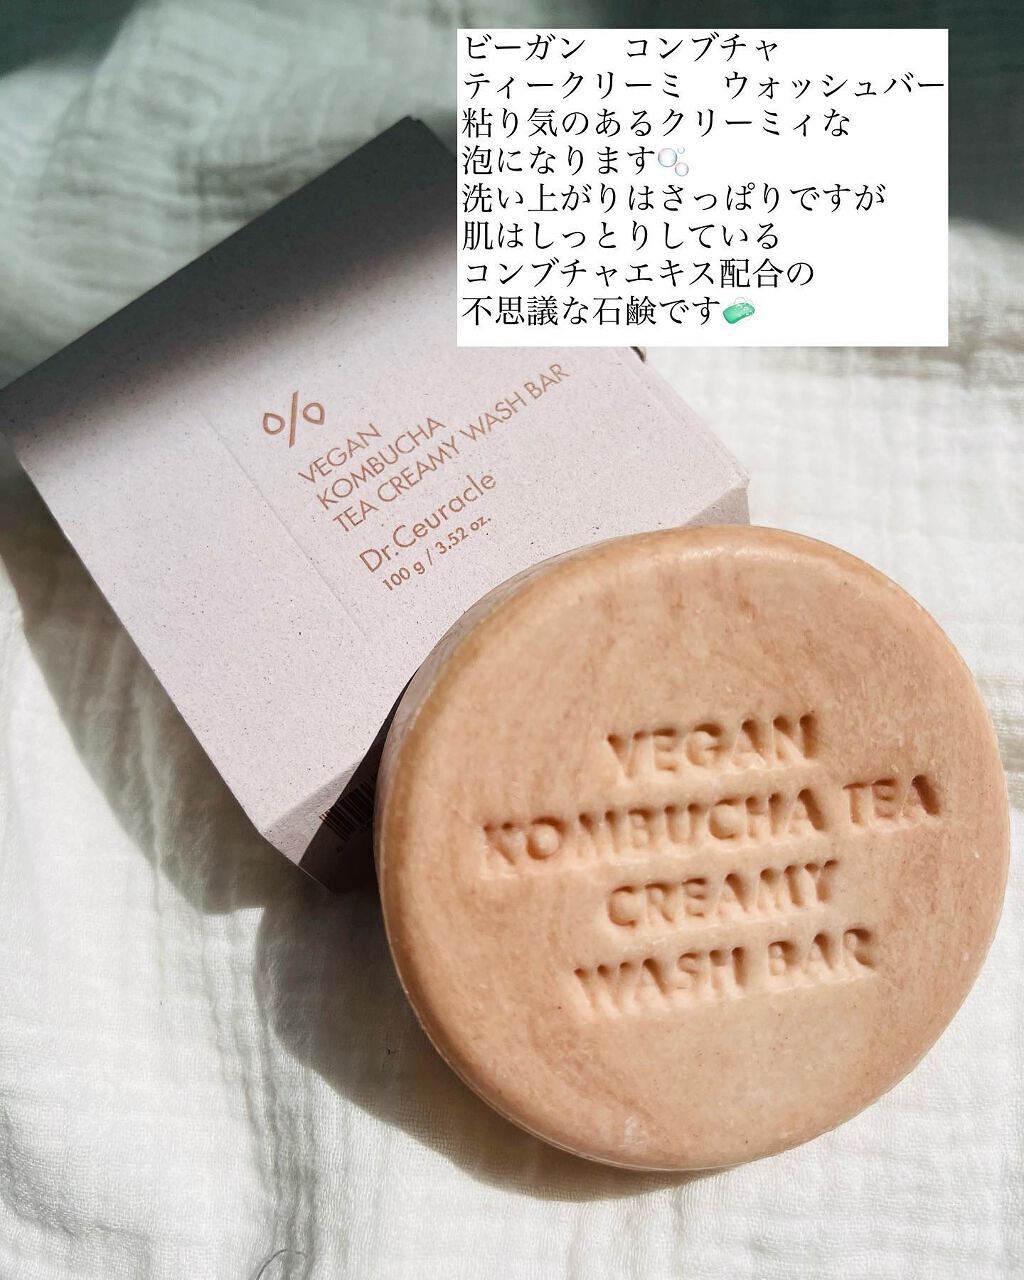 ビーガン　コンブチャ
ティークリーミ　ウォッシュバー
粘り気のあるクリーミィな
泡になります🫧
洗い上がりはさっぱりですが
肌はしっとりしている
コンブチャエキス配合の
不思議な石鹸です🧼
VEGAN
KOMBUCHA
TEA CREAMY WASH BAR
Dr.Ceuracle
100 g / 3.52 oz.
VEGAN
KOMBUCHA TEA
CREAMY
WASH BAR